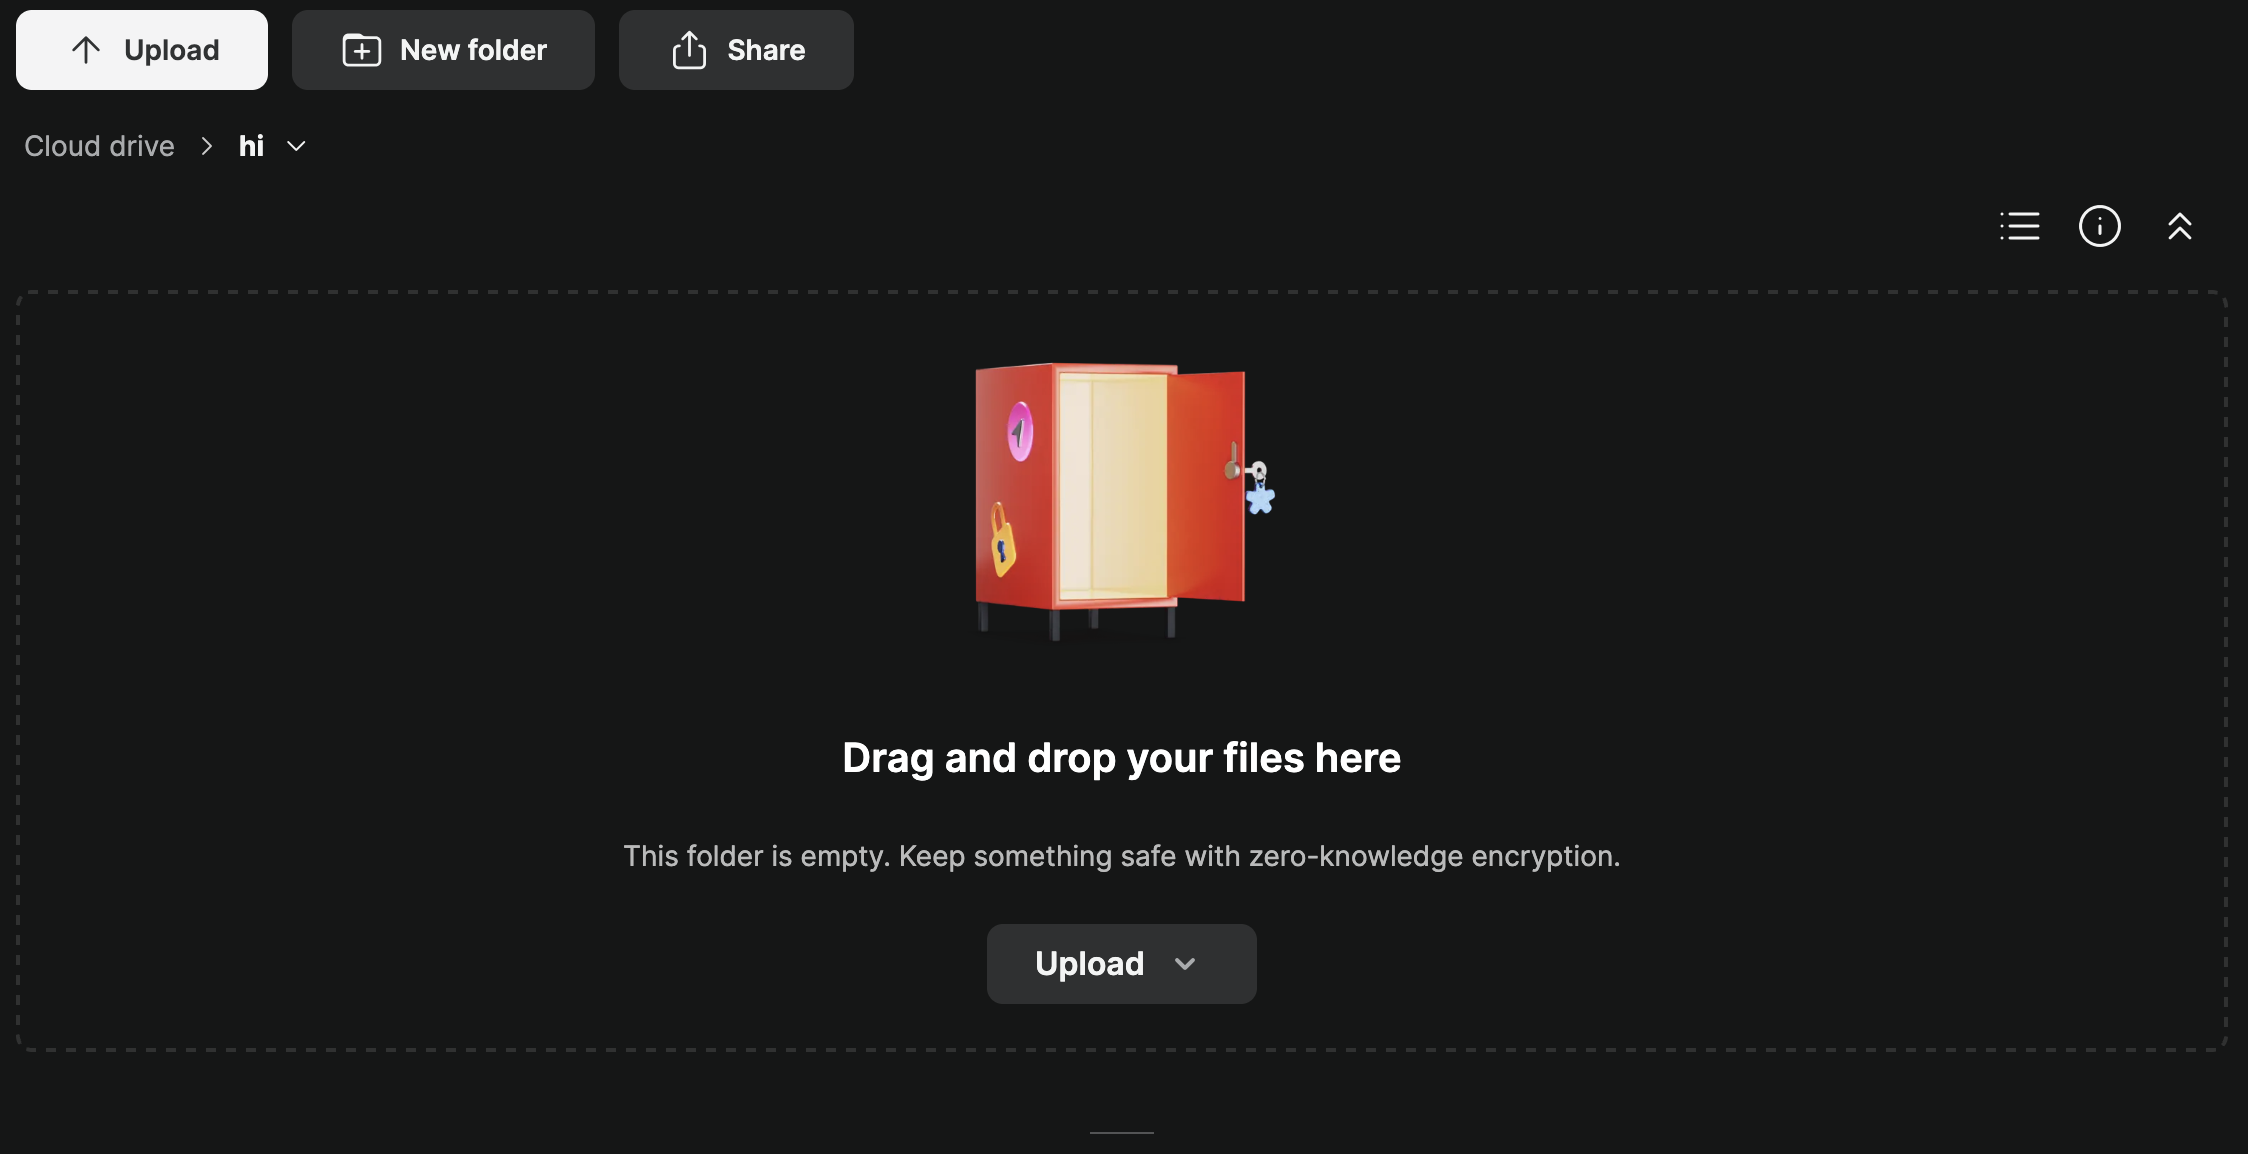 Upload
New folder
Share
Cloud drive
hi
Drag and drop your files here
This folder is empty. Keep something safe with zero-knowledge encryption.
Upload